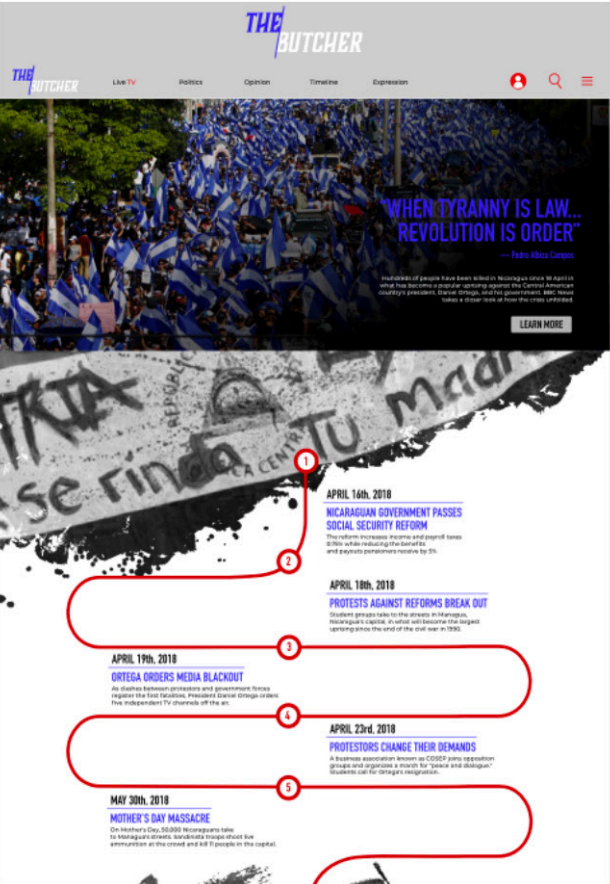 THE
BUTCHER
THE
BUTCHER
Live TV
Politics
Opinion
Timeline
Expression
"WHEN TYRANNY IS LAW...
REVOLUTION IS ORDER"
— Pedro Albizu Campos
Hundreds of people have been killed in Nicaragua since 18 April in
what has become a popular uprising against the Central American
country's president, Daniel Ortega, and his government. BBC News
takes a closer look at how the crisis unfolded.
LEARN MORE
TRIA
REPUBLIC
se rinda TU madr
CA CENTR
1
APRIL 16th, 2018
NICARAGUAN GOVERNMENT PASSES
SOCIAL SECURITY REFORM
The reform increases income and payroll taxes
while reducing the benefits
and payouts pensioners receive by 5%
2
APRIL 18th, 2018
PROTESTS AGAINST REFORMS BREAK OUT
Student groups take to the streets in Managua,
Nicaragua's capital, in what will become the largest
uprising since the end of the civil war in 1990.
3
APRIL 19th, 2018
ORTEGA ORDERS MEDIA BLACKOUT
As clashes between protestors and government forces
register the first fatalities, President Daniel Ortega orders
five independent TV channels off the air.
4
APRIL 23rd, 2018
PROTESTORS CHANGE THEIR DEMANDS
A business association known as COSEP joins opposition
groups and organizes a march for "peace and dialogue."
Students call for Ortega's resignation.
5
MAY 30th, 2018
MOTHER'S DAY MASSACRE
On Mother's Day, 50,000 Nicaraguans take
to Managua's streets. Sandinista troops shoot live
ammunition at the crowd and kill 11 people in the capital.